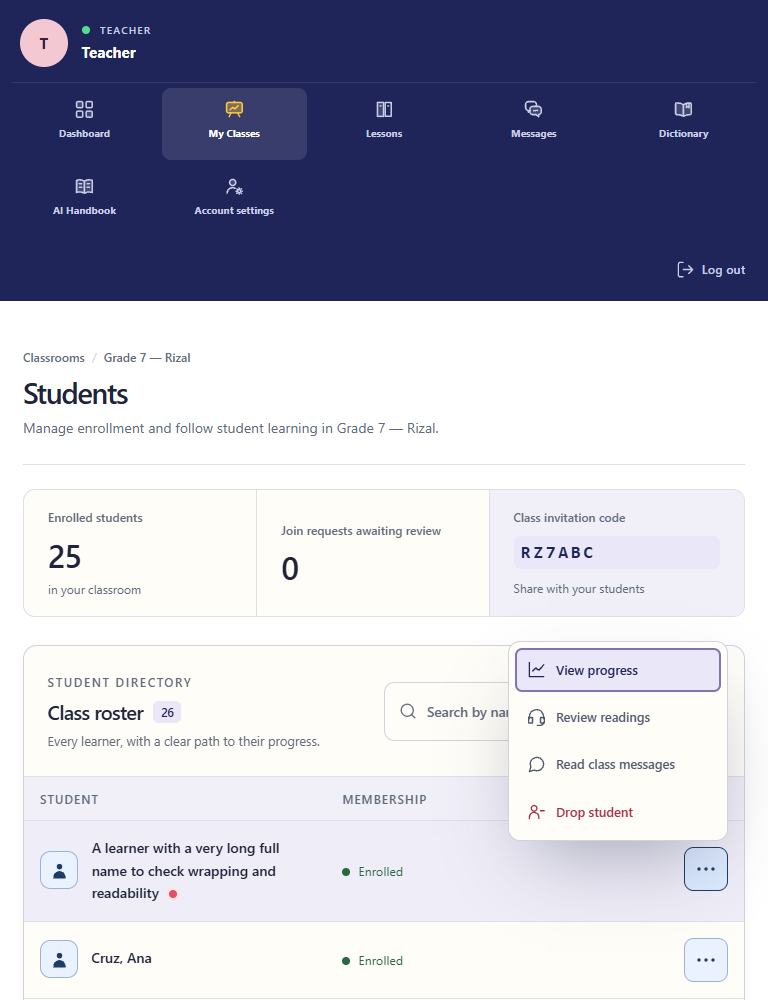 T
TEACHER
Teacher
Dashboard
My Classes
Lessons
Messages
Dictionary
AI Handbook
Account settings
Log out
Classrooms / Grade 7 — Rizal
Students
Manage enrollment and follow student learning in Grade 7 — Rizal.
Enrolled students
25
in your classroom
Join requests awaiting review
0
Class invitation code
RZ7ABC
Share with your students
STUDENT DIRECTORY
Class roster 26
Every learner, with a clear path to their progress.
Search by
View progress
Review readings
Read class messages
Drop student
STUDENT
MEMBERSHIP
A learner with a very long full
name to check wrapping and
readability
Enrolled
Cruz, Ana
Enrolled